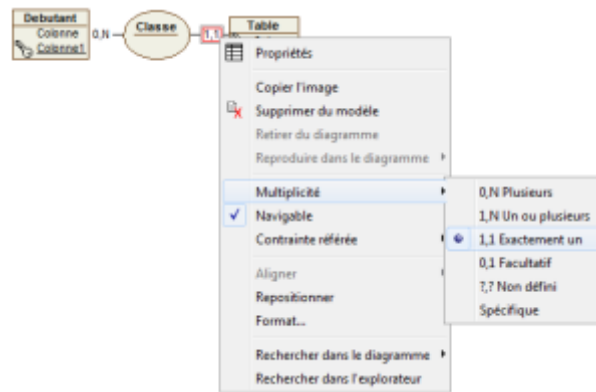 Debutant
Colonne
Colonne1
0,N
Classe
1,1
Table
Propriétés
Copier l'image
Supprimer du modèle
Retirer du diagramme
Reproduire dans le diagramme
Multiplicité
Navigable
Contrainte référée
Aligner
Repositionner
Format...
Rechercher dans le diagramme
Rechercher dans l'explorateur
0,N Plusieurs
1,N Un ou plusieurs
1,1 Exactement un
0,1 Facultatif
?,? Non défini
Spécifique